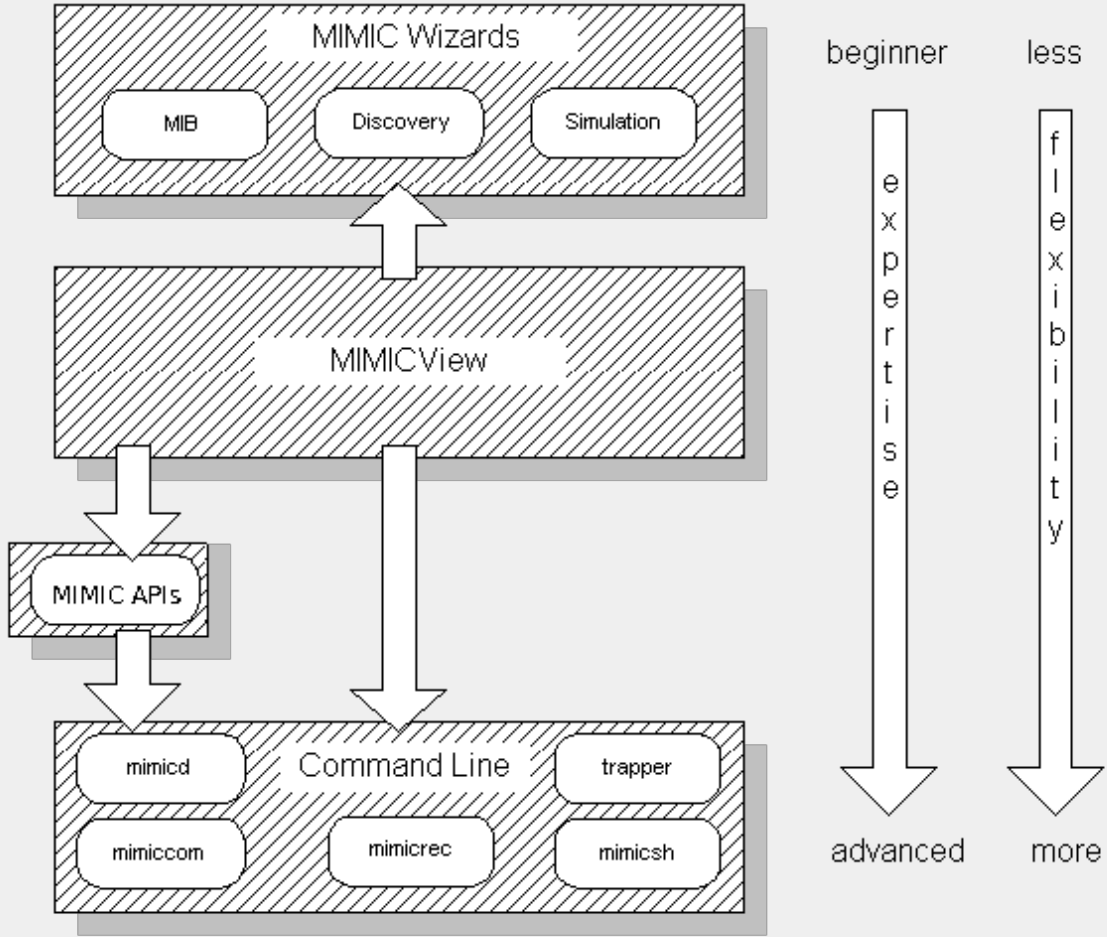 MIMIC Wizards
MIB
Discovery
Simulation
MIMICView
MIMIC APIs
Command Line
mimicd
trapper
mimiccom
mimicrec
mimicsh
beginner
expertise
advanced
less
flexibility
more